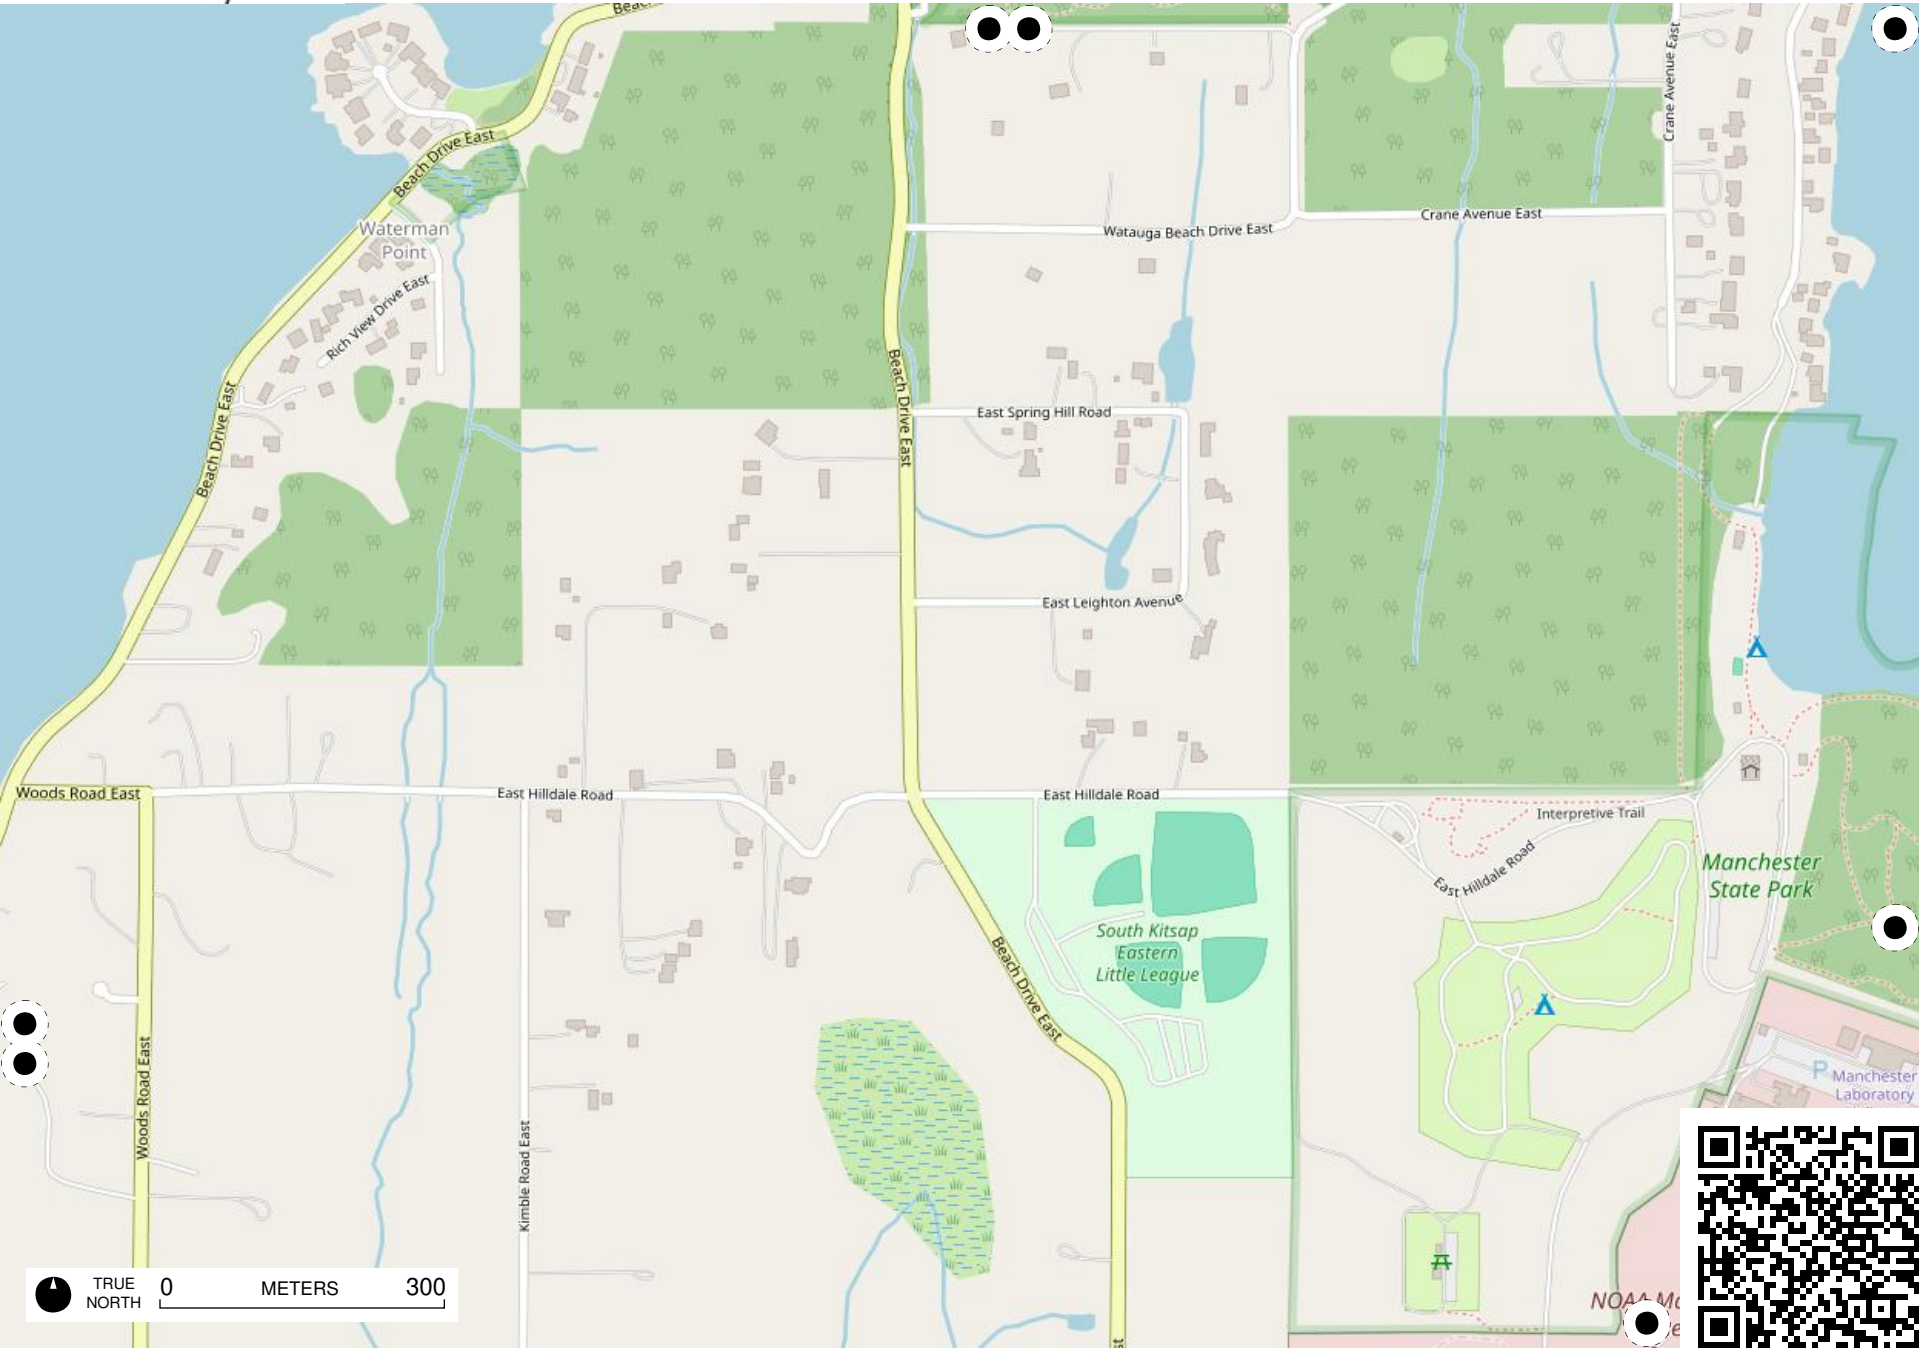 Crane Avenue East
Beach Drive East
Waterman
Point
Watauga Beach Drive East
Crane Avenue East
Rich View Drive East
Beach Drive East
Beach Drive East
East Spring Hill Road
East Leighton Avenue
Woods Road East
East Hilldale Road
East Hilldale Road
Interpretive Trail
East Hilldale Road
Manchester
State Park
South Kitsap
Eastern
Little League
Beach Drive East
Woods Road East
Kimble Road East
P
Manchester
Laboratory
TRUE
NORTH
0
METERS
300
NOAA